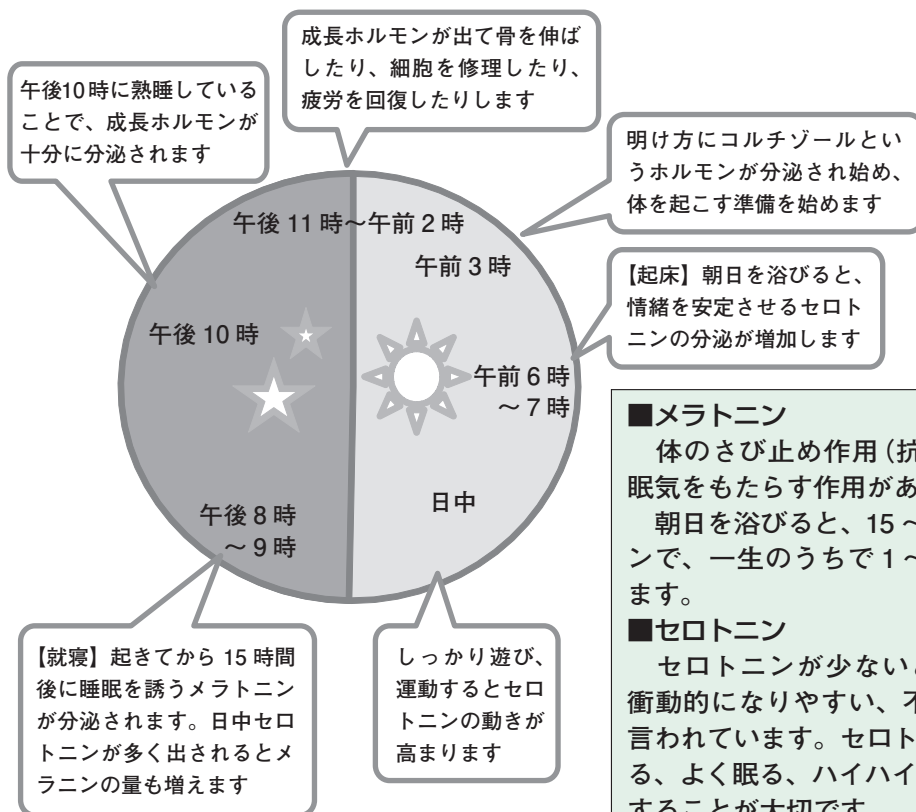 成長ホルモンが出て骨を伸ば
したり、細胞を修理したり、
疲労を回復したりします
午後10時に熟睡している
ことで、成長ホルモンが
十分に分泌されます
明け方にコルチゾールとい
うホルモンが分泌され始め、
体を起こす準備を始めます
【起床】朝日を浴びると、
情緒を安定させるセロト
ニンの分泌が増加します
午後 11 時~午前 2 時
午前 3 時
午後 10 時
午前 6 時
~ 7 時
日中
午後 8 時
~ 9 時
【就寝】起きてから 15 時間
後に睡眠を誘うメラトニン
が分泌されます。日中セロ
トニンが多く出されるとメ
ラニンの量も増えます
しっかり遊び、
運動するとセロ
トニンの動きが
高まります
■メラトニン
体のさび止め作用(抗
眠気をもたらす作用があ
朝日を浴びると、15 ~
ンで、一生のうちで 1 ~
ます。
■セロトニン
セロトニンが少ない
衝動的になりやすい、不
言われています。セロト
る、よく眠る、ハイハイ
することが大切です。